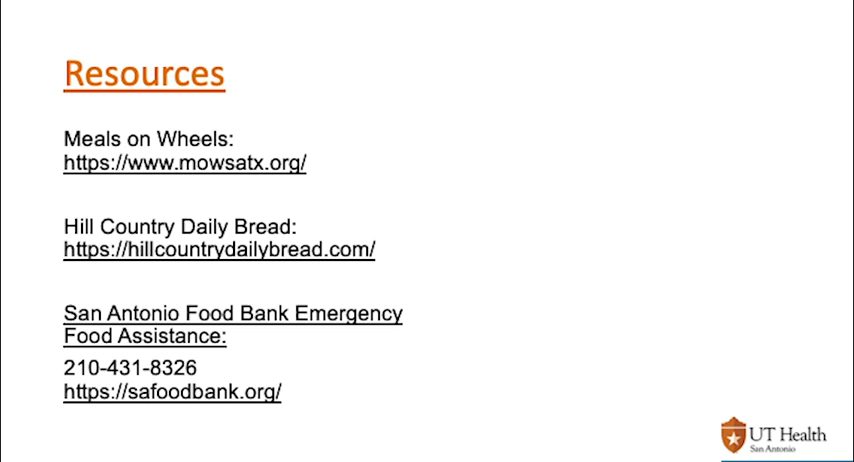 Resources
Meals on Wheels:
https://www.mowsatx.org/
Hill Country Daily Bread:
https://hillcountrydailybread.com/
San Antonio Food Bank Emergency
Food Assistance:
210-431-8326
https://safoodbank.org/
UT Health
San Antonio